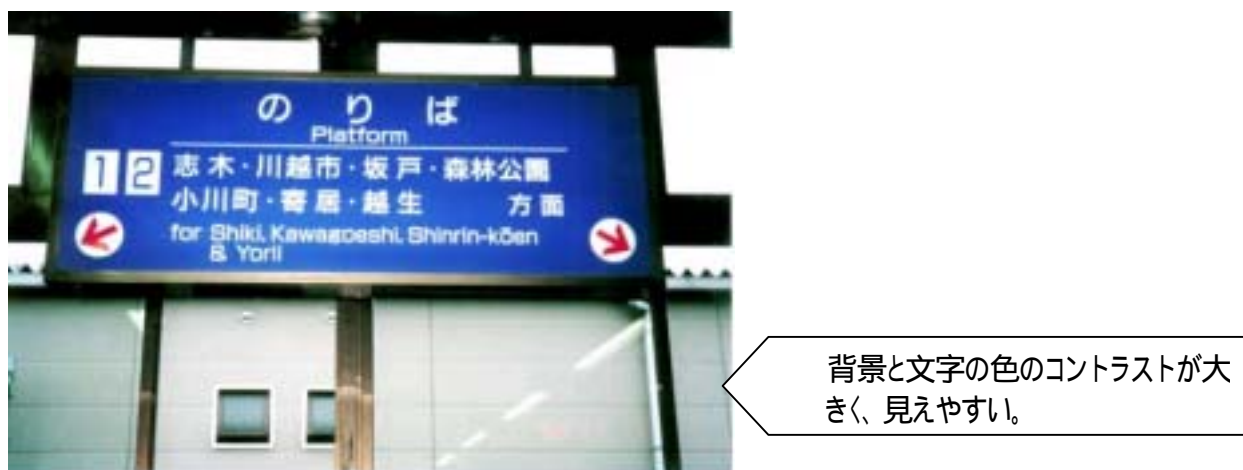 のりば
Platform
1 2 志木・川越市・坂戸・森林公園
小川町・寄居・越生 方面
for Shiki, Kawagoeshi, Shinrin-kōen
& Yorii
背景と文字の色のコントラストが大
きく、見えやすい。